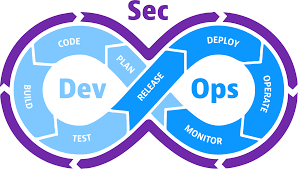 Sec
Dev
Ops
PLAN
CODE
BUILD
TEST
RELEASE
DEPLOY
OPERATE
MONITOR